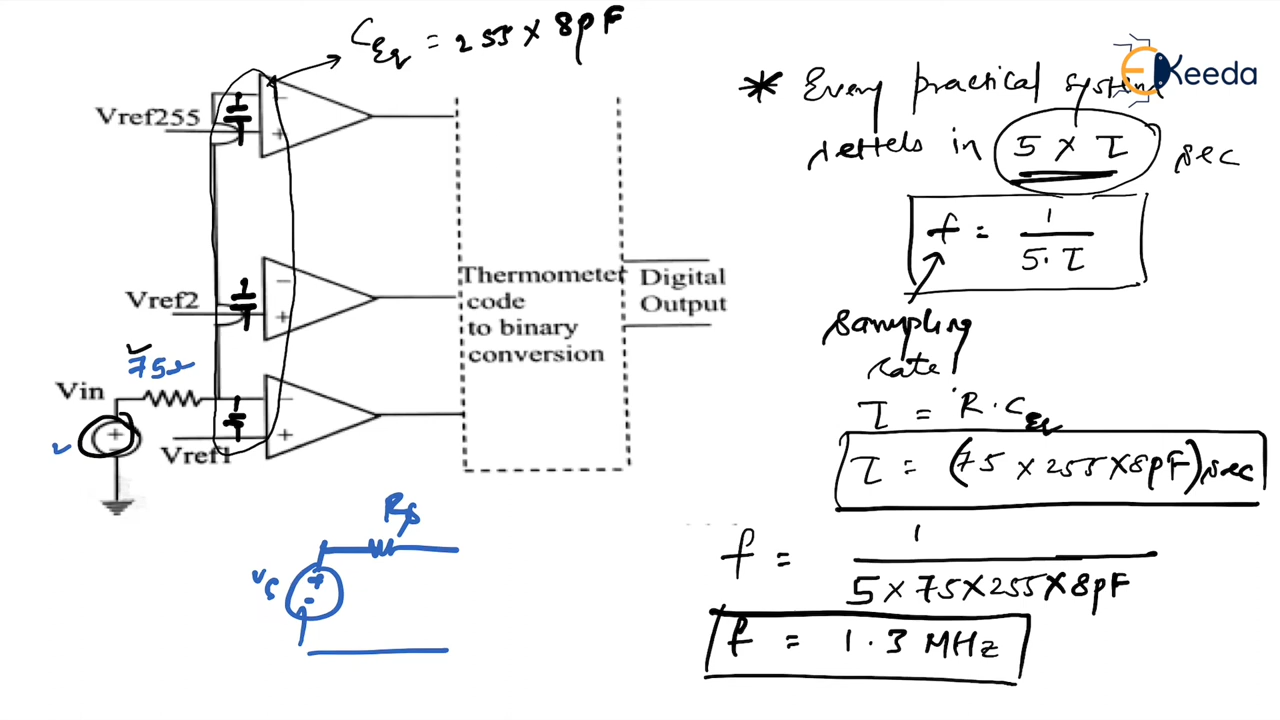 C_Eq = 255 × 8pF
Vref255
Vref2
75Ω
Vin
+
-
Vref1
-
+
-
+
-
+
Thermometer
code
to binary
conversion
Digital
Output
Rs
Vs
+
-
Ekeeda
* Every practical system
settels in 5 × τ sec
f = 1 / 5·τ
sampling
rate
τ = R·C_Eq
τ = (75 × 255 × 8pF) sec
f = 1 / 5 × 75 × 255 × 8pF
f = 1.3 MHz